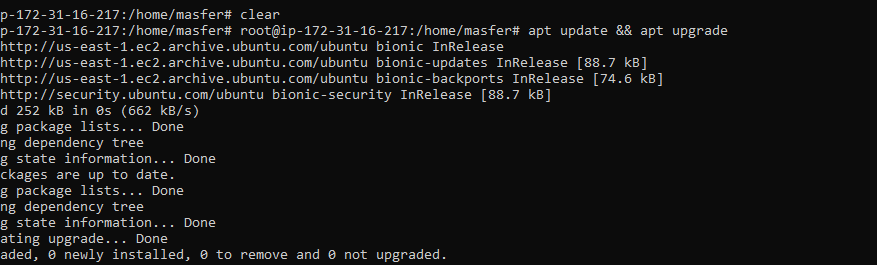 p-172-31-16-217:/home/masfer# clear
p-172-31-16-217:/home/masfer# root@ip-172-31-16-217:/home/masfer# apt update && apt upgrade
http://us-east-1.ec2.archive.ubuntu.com/ubuntu bionic InRelease
http://us-east-1.ec2.archive.ubuntu.com/ubuntu bionic-updates InRelease [88.7 kB]
http://us-east-1.ec2.archive.ubuntu.com/ubuntu bionic-backports InRelease [74.6 kB]
http://security.ubuntu.com/ubuntu bionic-security InRelease [88.7 kB]
d 252 kB in 0s (662 kB/s)
g package lists... Done
ng dependency tree
g state information... Done
ckages are up to date.
g package lists... Done
ng dependency tree
g state information... Done
ating upgrade... Done
aded, 0 newly installed, 0 to remove and 0 not upgraded.